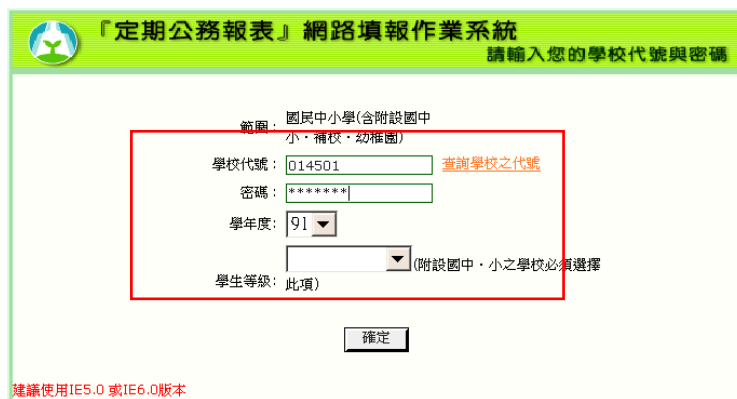 『定期公務報表』網路填報作業系統
請輸入您的學校代號與密碼
範圍：國民中小學(含附設國中
小．補校．幼稚園)
學校代號：014501 查詢學校之代號
密碼：*******
學年度：91
(附設國中．小之學校必須選擇
學生等級：此項)
確定
建議使用IE5.0 或IE6.0版本